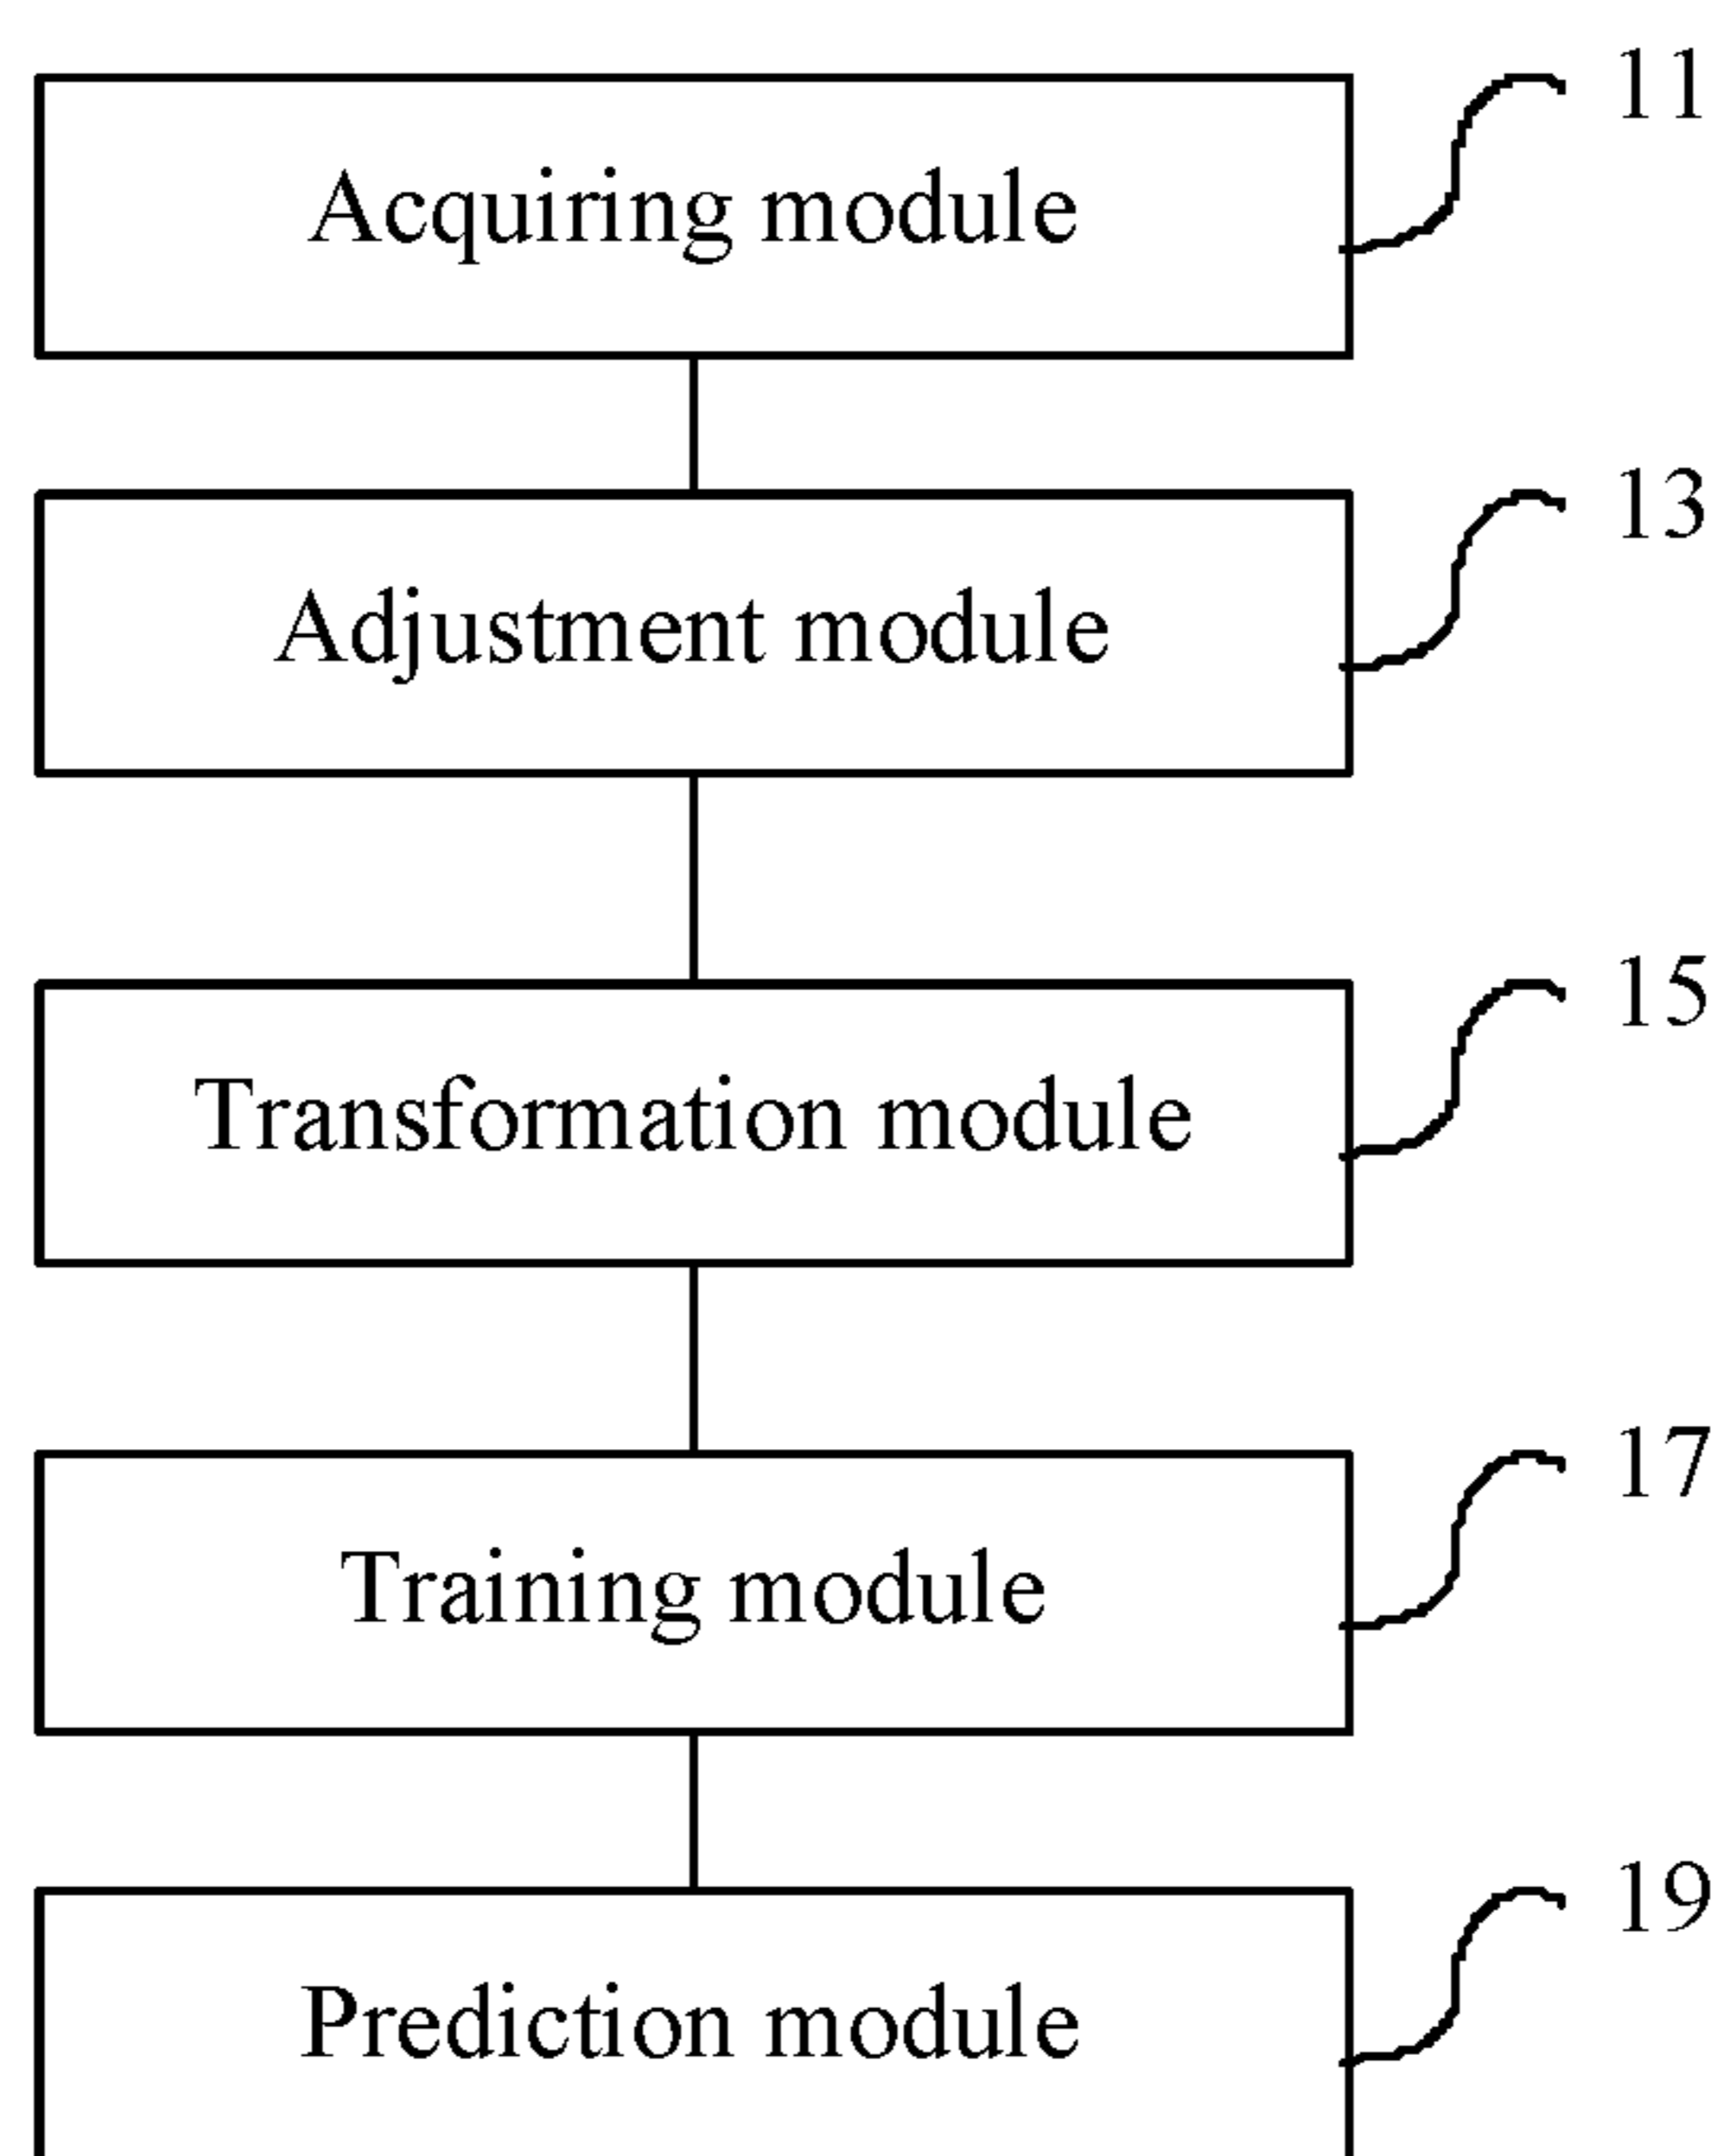 11
Acquiring module
13
Adjustment module
15
Transformation module
17
Training module
19
Prediction module